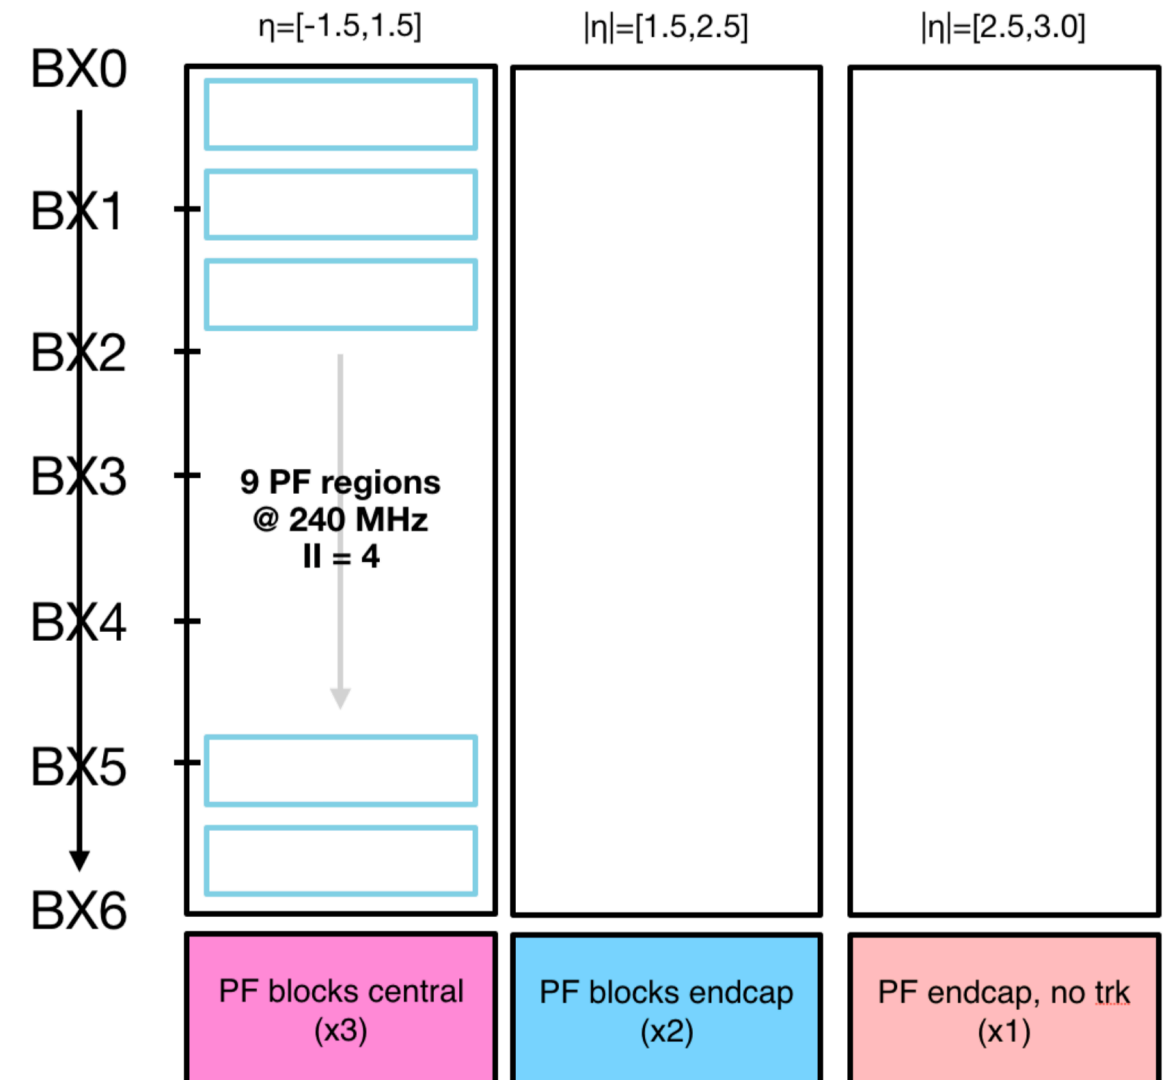 η=[-1.5,1.5]
|η|=[1.5,2.5]
|η|=[2.5,3.0]
BX0
BX1
BX2
BX3
BX4
BX5
BX6
9 PF regions
@ 240 MHz
II = 4
PF blocks central
(x3)
PF blocks endcap
(x2)
PF endcap, no trk
(x1)